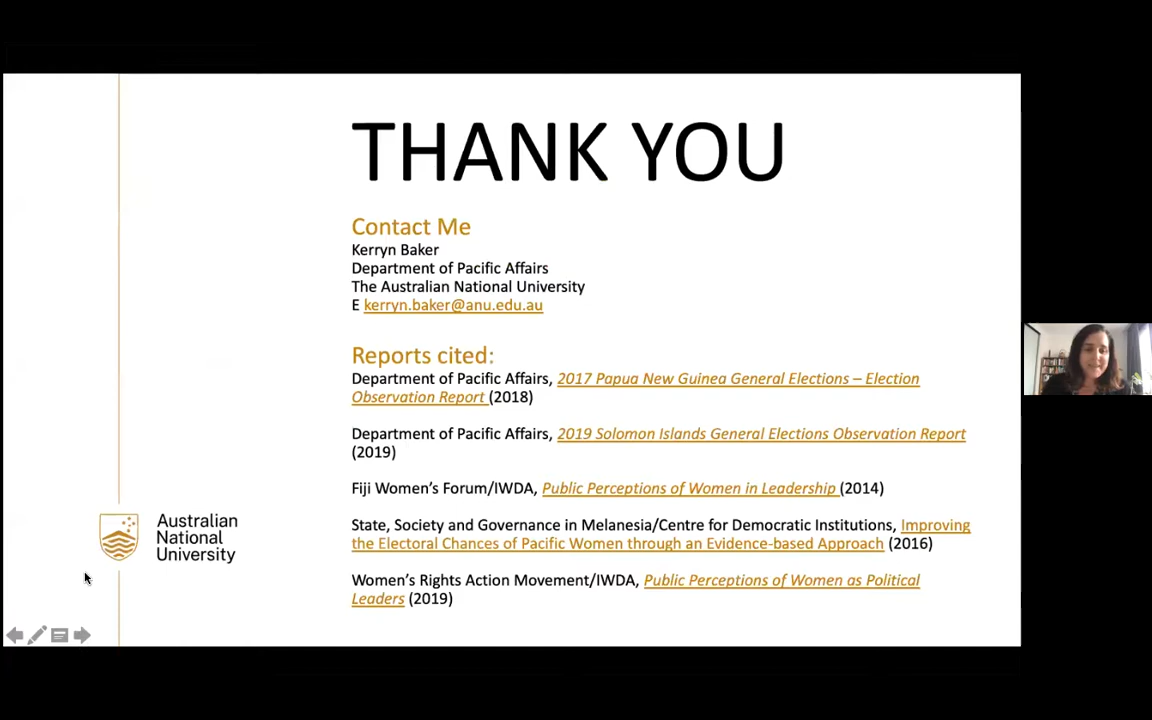 THANK YOU
Contact Me
Kerryn Baker
Department of Pacific Affairs
The Australian National University
E kerryn.baker@anu.edu.au
Reports cited:
Department of Pacific Affairs, 2017 Papua New Guinea General Elections – Election
Observation Report (2018)
Department of Pacific Affairs, 2019 Solomon Islands General Elections Observation Report
(2019)
Fiji Women’s Forum/IWDA, Public Perceptions of Women in Leadership (2014)
State, Society and Governance in Melanesia/Centre for Democratic Institutions, Improving
the Electoral Chances of Pacific Women through an Evidence-based Approach (2016)
Women’s Rights Action Movement/IWDA, Public Perceptions of Women as Political
Leaders (2019)
Australian
National
University